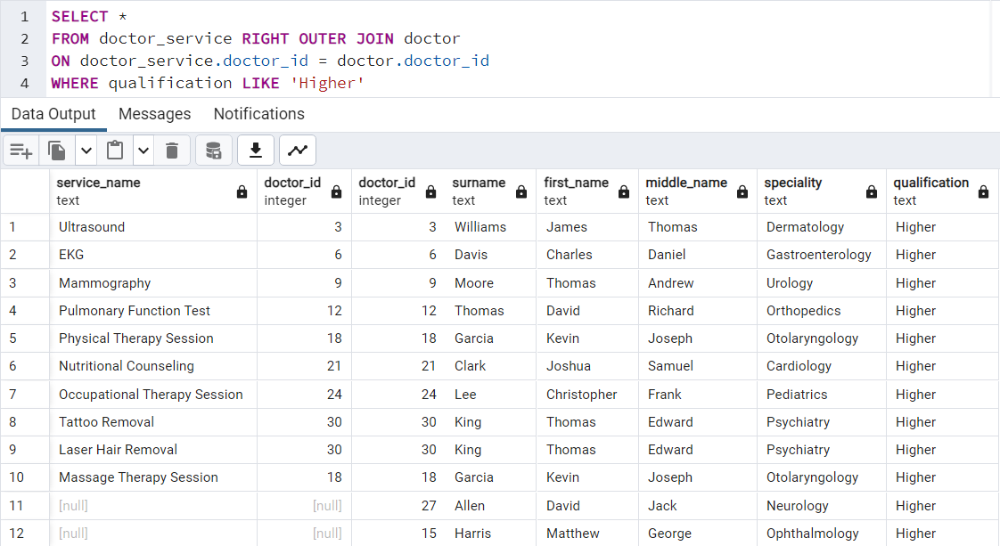 1 SELECT *
2 FROM doctor_service RIGHT OUTER JOIN doctor
3 ON doctor_service.doctor_id = doctor.doctor_id
4 WHERE qualification LIKE 'Higher'
Data Output Messages Notifications
service_name doctor_id doctor_id surname first_name middle_name speciality qualification
text integer integer text text text text text
1 Ultrasound 3 3 Williams James Thomas Dermatology Higher
2 EKG 6 6 Davis Charles Daniel Gastroenterology Higher
3 Mammography 9 9 Moore Thomas Andrew Urology Higher
4 Pulmonary Function Test 12 12 Thomas David Richard Orthopedics Higher
5 Physical Therapy Session 18 18 Garcia Kevin Joseph Otolaryngology Higher
6 Nutritional Counseling 21 21 Clark Joshua Samuel Cardiology Higher
7 Occupational Therapy Session 24 24 Lee Christopher Frank Pediatrics Higher
8 Tattoo Removal 30 30 King Thomas Edward Psychiatry Higher
9 Laser Hair Removal 30 30 King Thomas Edward Psychiatry Higher
10 Massage Therapy Session 18 18 Garcia Kevin Joseph Otolaryngology Higher
11 [null] [null] 27 Allen David Jack Neurology Higher
12 [null] [null] 15 Harris Matthew George Ophthalmology Higher